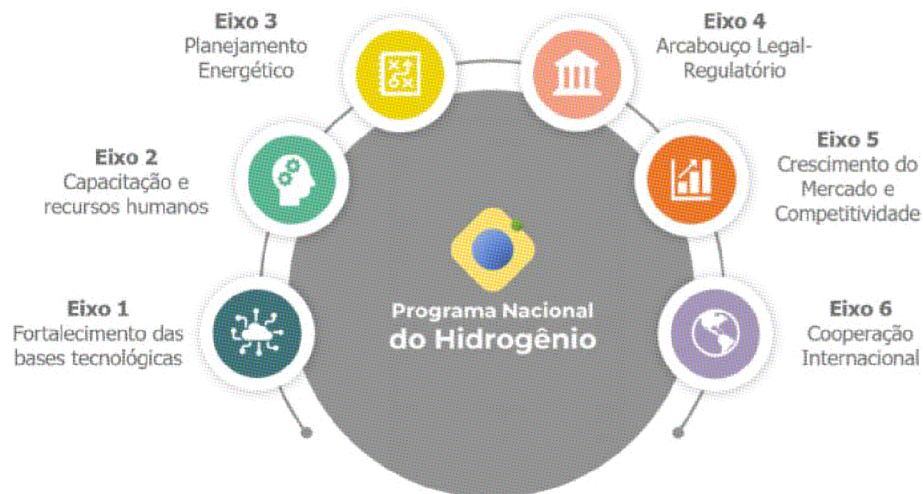 Eixo 1
Fortalecimento das
bases tecnológicas
Eixo 2
Capacitação e
recursos humanos
Eixo 3
Planejamento
Energético
Eixo 4
Arcabouço Legal-
Regulatório
Eixo 5
Crescimento do
Mercado e
Competitividade
Eixo 6
Cooperação
Internacional
Programa Nacional
do Hidrogênio